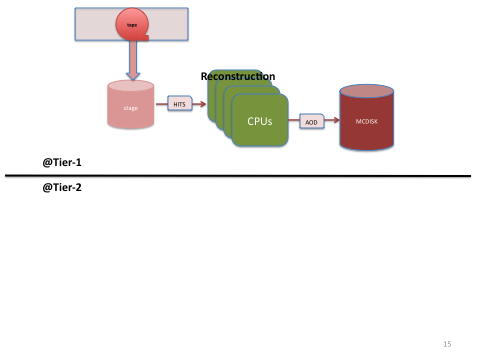 tape
Reconstruction
stage
HITS
CPUs
AOD
MCDISK
@Tier-1
@Tier-2
15